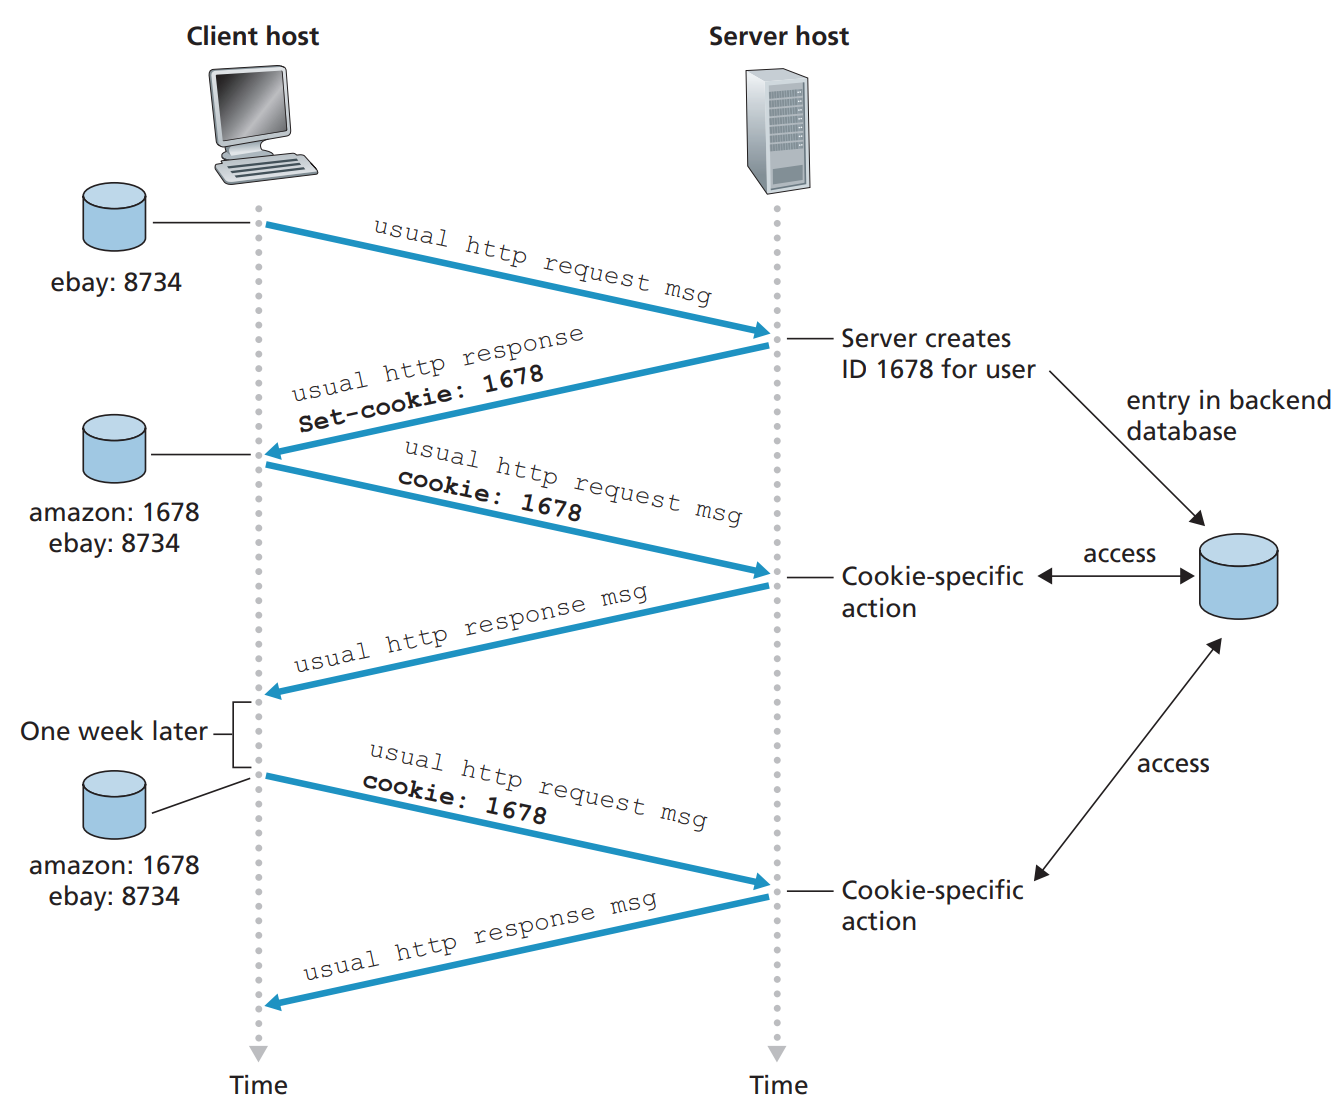 Client host
Server host
ebay: 8734
usual http request msg
Server creates
ID 1678 for user
entry in backend
database
usual http response
Set-cookie: 1678
amazon: 1678
ebay: 8734
usual http request msg
cookie: 1678
access
Cookie-specific
action
usual http response msg
One week later
usual http request msg
cookie: 1678
access
amazon: 1678
ebay: 8734
Cookie-specific
action
usual http response msg
Time
Time